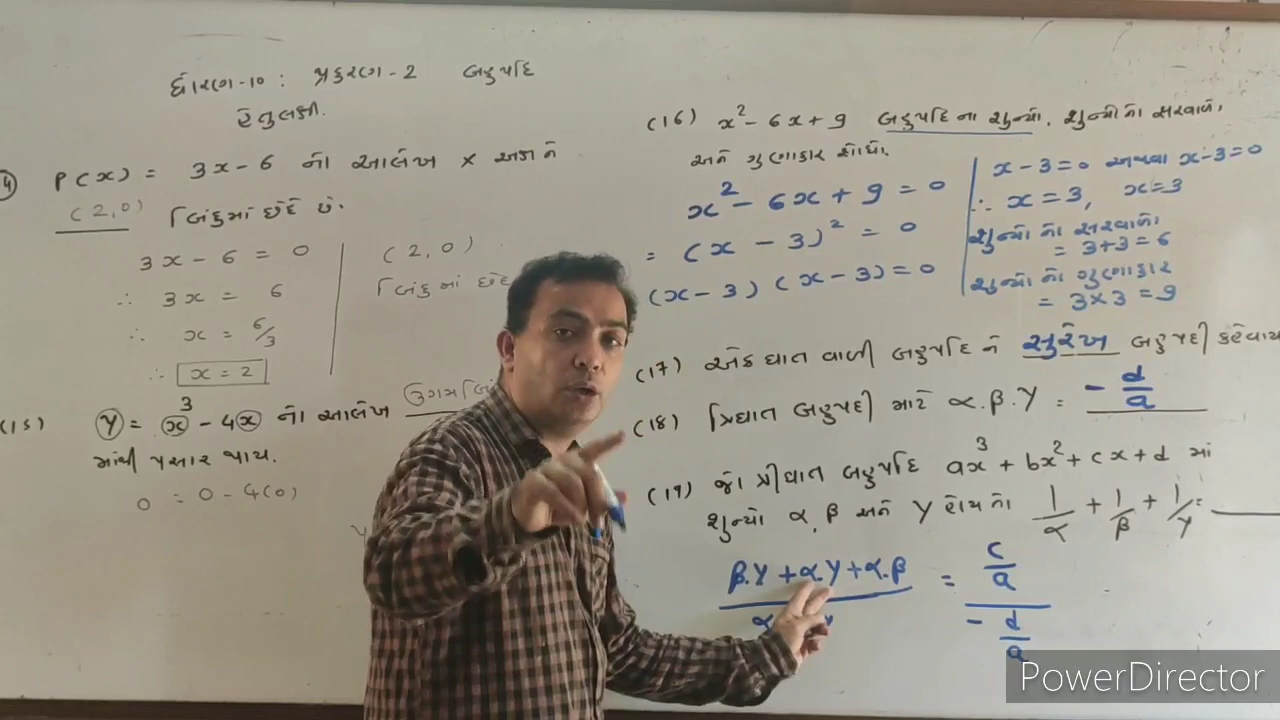 ધોરણ-10 : પ્રકરણ-2 બહુપદિ
હેતુલક્ષી.
P(x) = 3x-6 નો આલેખ x અક્ષને
(2,0) બિંદુમાં છેદે છે.
3x - 6 = 0
∴ 3x = 6
∴ x = 6/3
∴ x = 2
(2,0)
બિંદુમાં છેદે
(15) y = x³ - 4x નો આલેખ ઉગમબિં
માંથી પસાર થાય.
0 = 0 - 4(0)
(16) x² - 6x + 9 બહુપદિના શુન્યો, શુન્યોનો સરવાળો
અને ગુણાકાર શોધો.
x² - 6x + 9 = 0
= (x - 3)² = 0
(x - 3) (x - 3) = 0
x - 3 = 0 અથવા x - 3 = 0
∴ x = 3, x = 3
શુન્યોનો સરવાળો
= 3+3 = 6
શુન્યોનો ગુણાકાર
= 3×3 = 9
(17) એક ઘાતવાળી બહુપદિને સુરેખ બહુપદી કહેવાય
(18) ત્રિઘાત બહુપદી માટે α.β.γ = - d/a
(19) જો ત્રીઘાત બહુપદિ ax³ + bx² + cx + d માં
શુન્યો α, β અને γ હોય તો 1/α + 1/β + 1/γ = ____
β.γ + α.γ + α.β = c/a
- d/a
PowerDirector